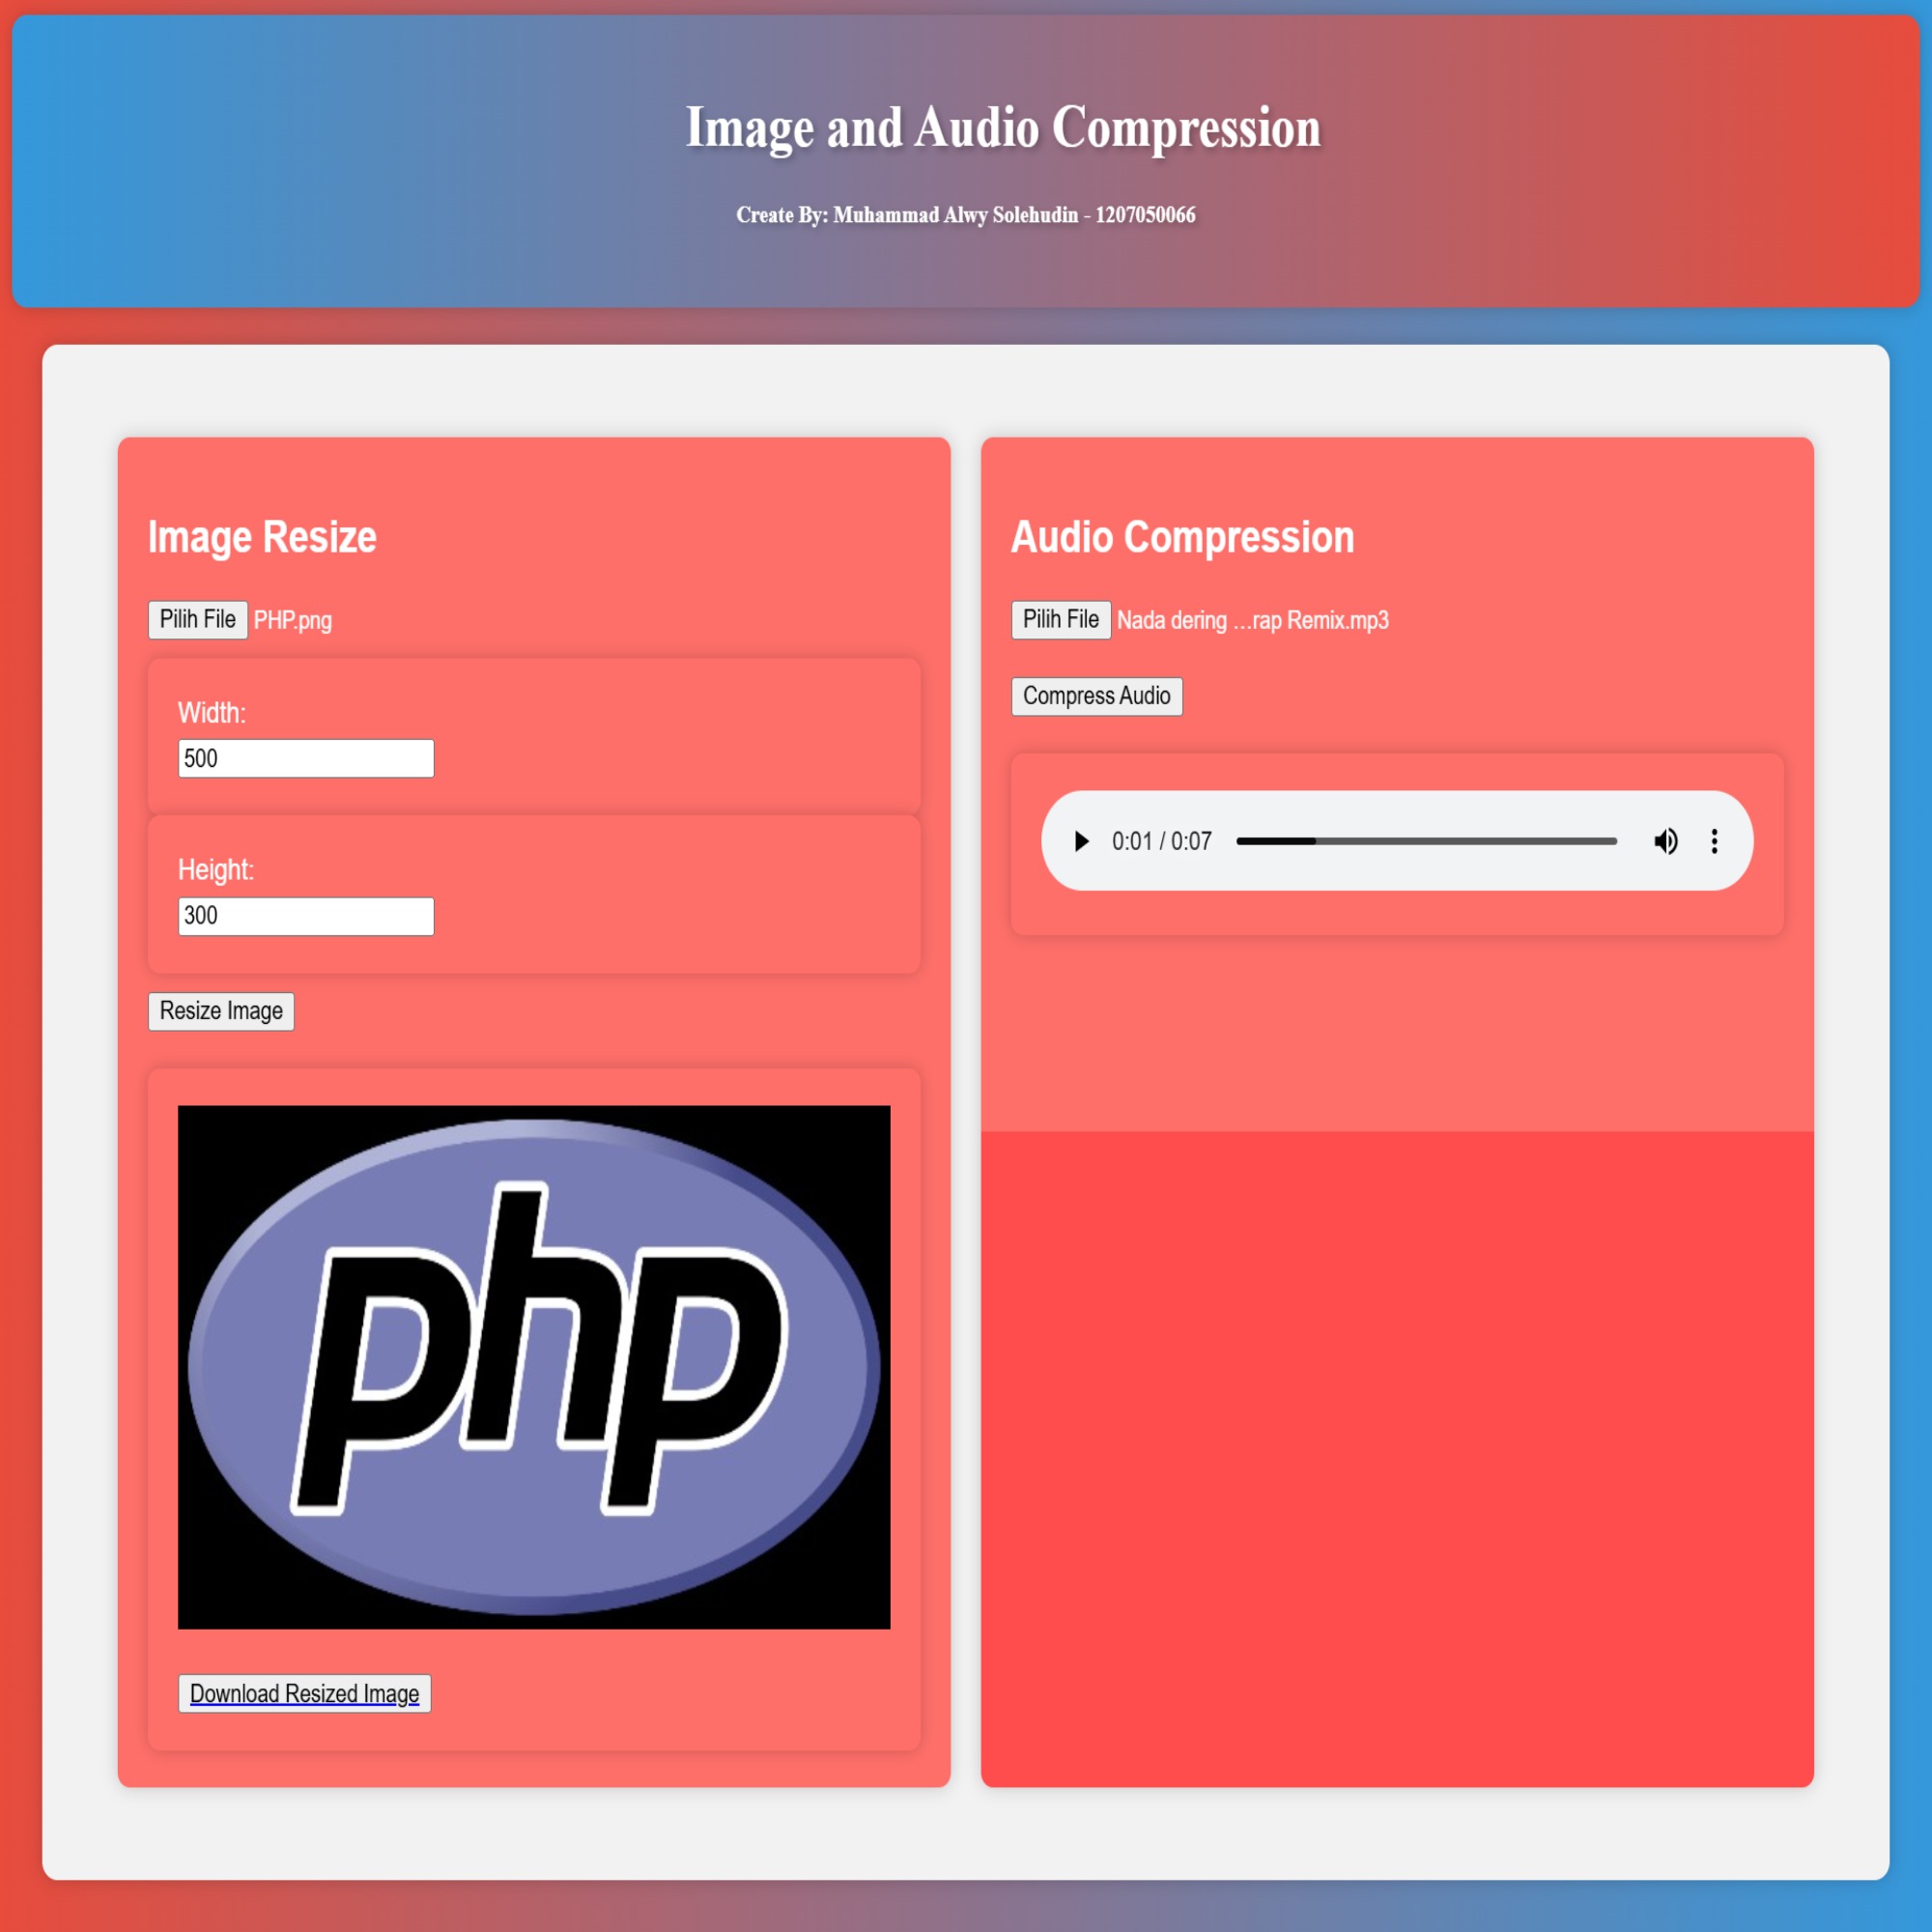 Image and Audio Compression
Create By: Muhammad Alwy Solehudin - 1207050066
Image Resize
Pilih File PHP.png
Width:
500
Height:
300
Resize Image
php
Download Resized Image
Audio Compression
Pilih File Nada dering ...rap Remix.mp3
Compress Audio
0:01 / 0:07